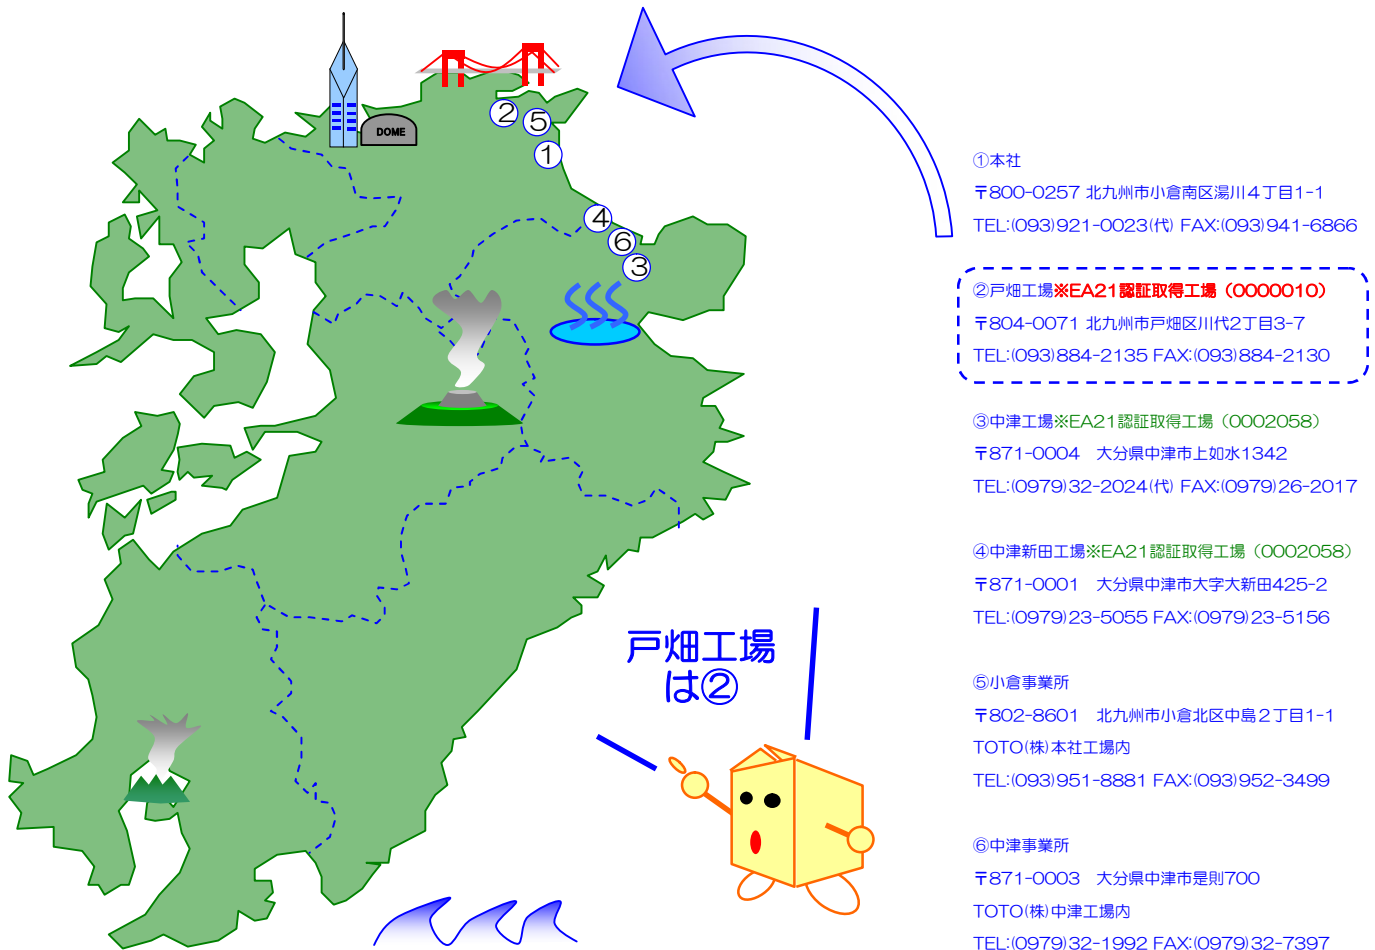 DOME
②
⑤
①
④
⑥
③
①本社
〒800-0257 北九州市小倉南区湯川4丁目1-1
TEL:(093)921-0023(代) FAX:(093)941-6866
②戸畑工場※EA21認証取得工場（0000010）
〒804-0071 北九州市戸畑区川代2丁目3-7
TEL:(093)884-2135 FAX:(093)884-2130
③中津工場※EA21認証取得工場（0002058）
〒871-0004　大分県中津市上如水1342
TEL:(0979)32-2024(代) FAX:(0979)26-2017
④中津新田工場※EA21認証取得工場（0002058）
〒871-0001　大分県中津市大字大新田425-2
TEL:(0979)23-5055 FAX:(0979)23-5156
⑤小倉事業所
〒802-8601　北九州市小倉北区中島2丁目1-1
TOTO(株)本社工場内
TEL:(093)951-8881 FAX:(093)952-3499
⑥中津事業所
〒871-0003　大分県中津市是則700
TOTO(株)中津工場内
TEL:(0979)32-1992 FAX:(0979)32-7397
戸畑工場
は②